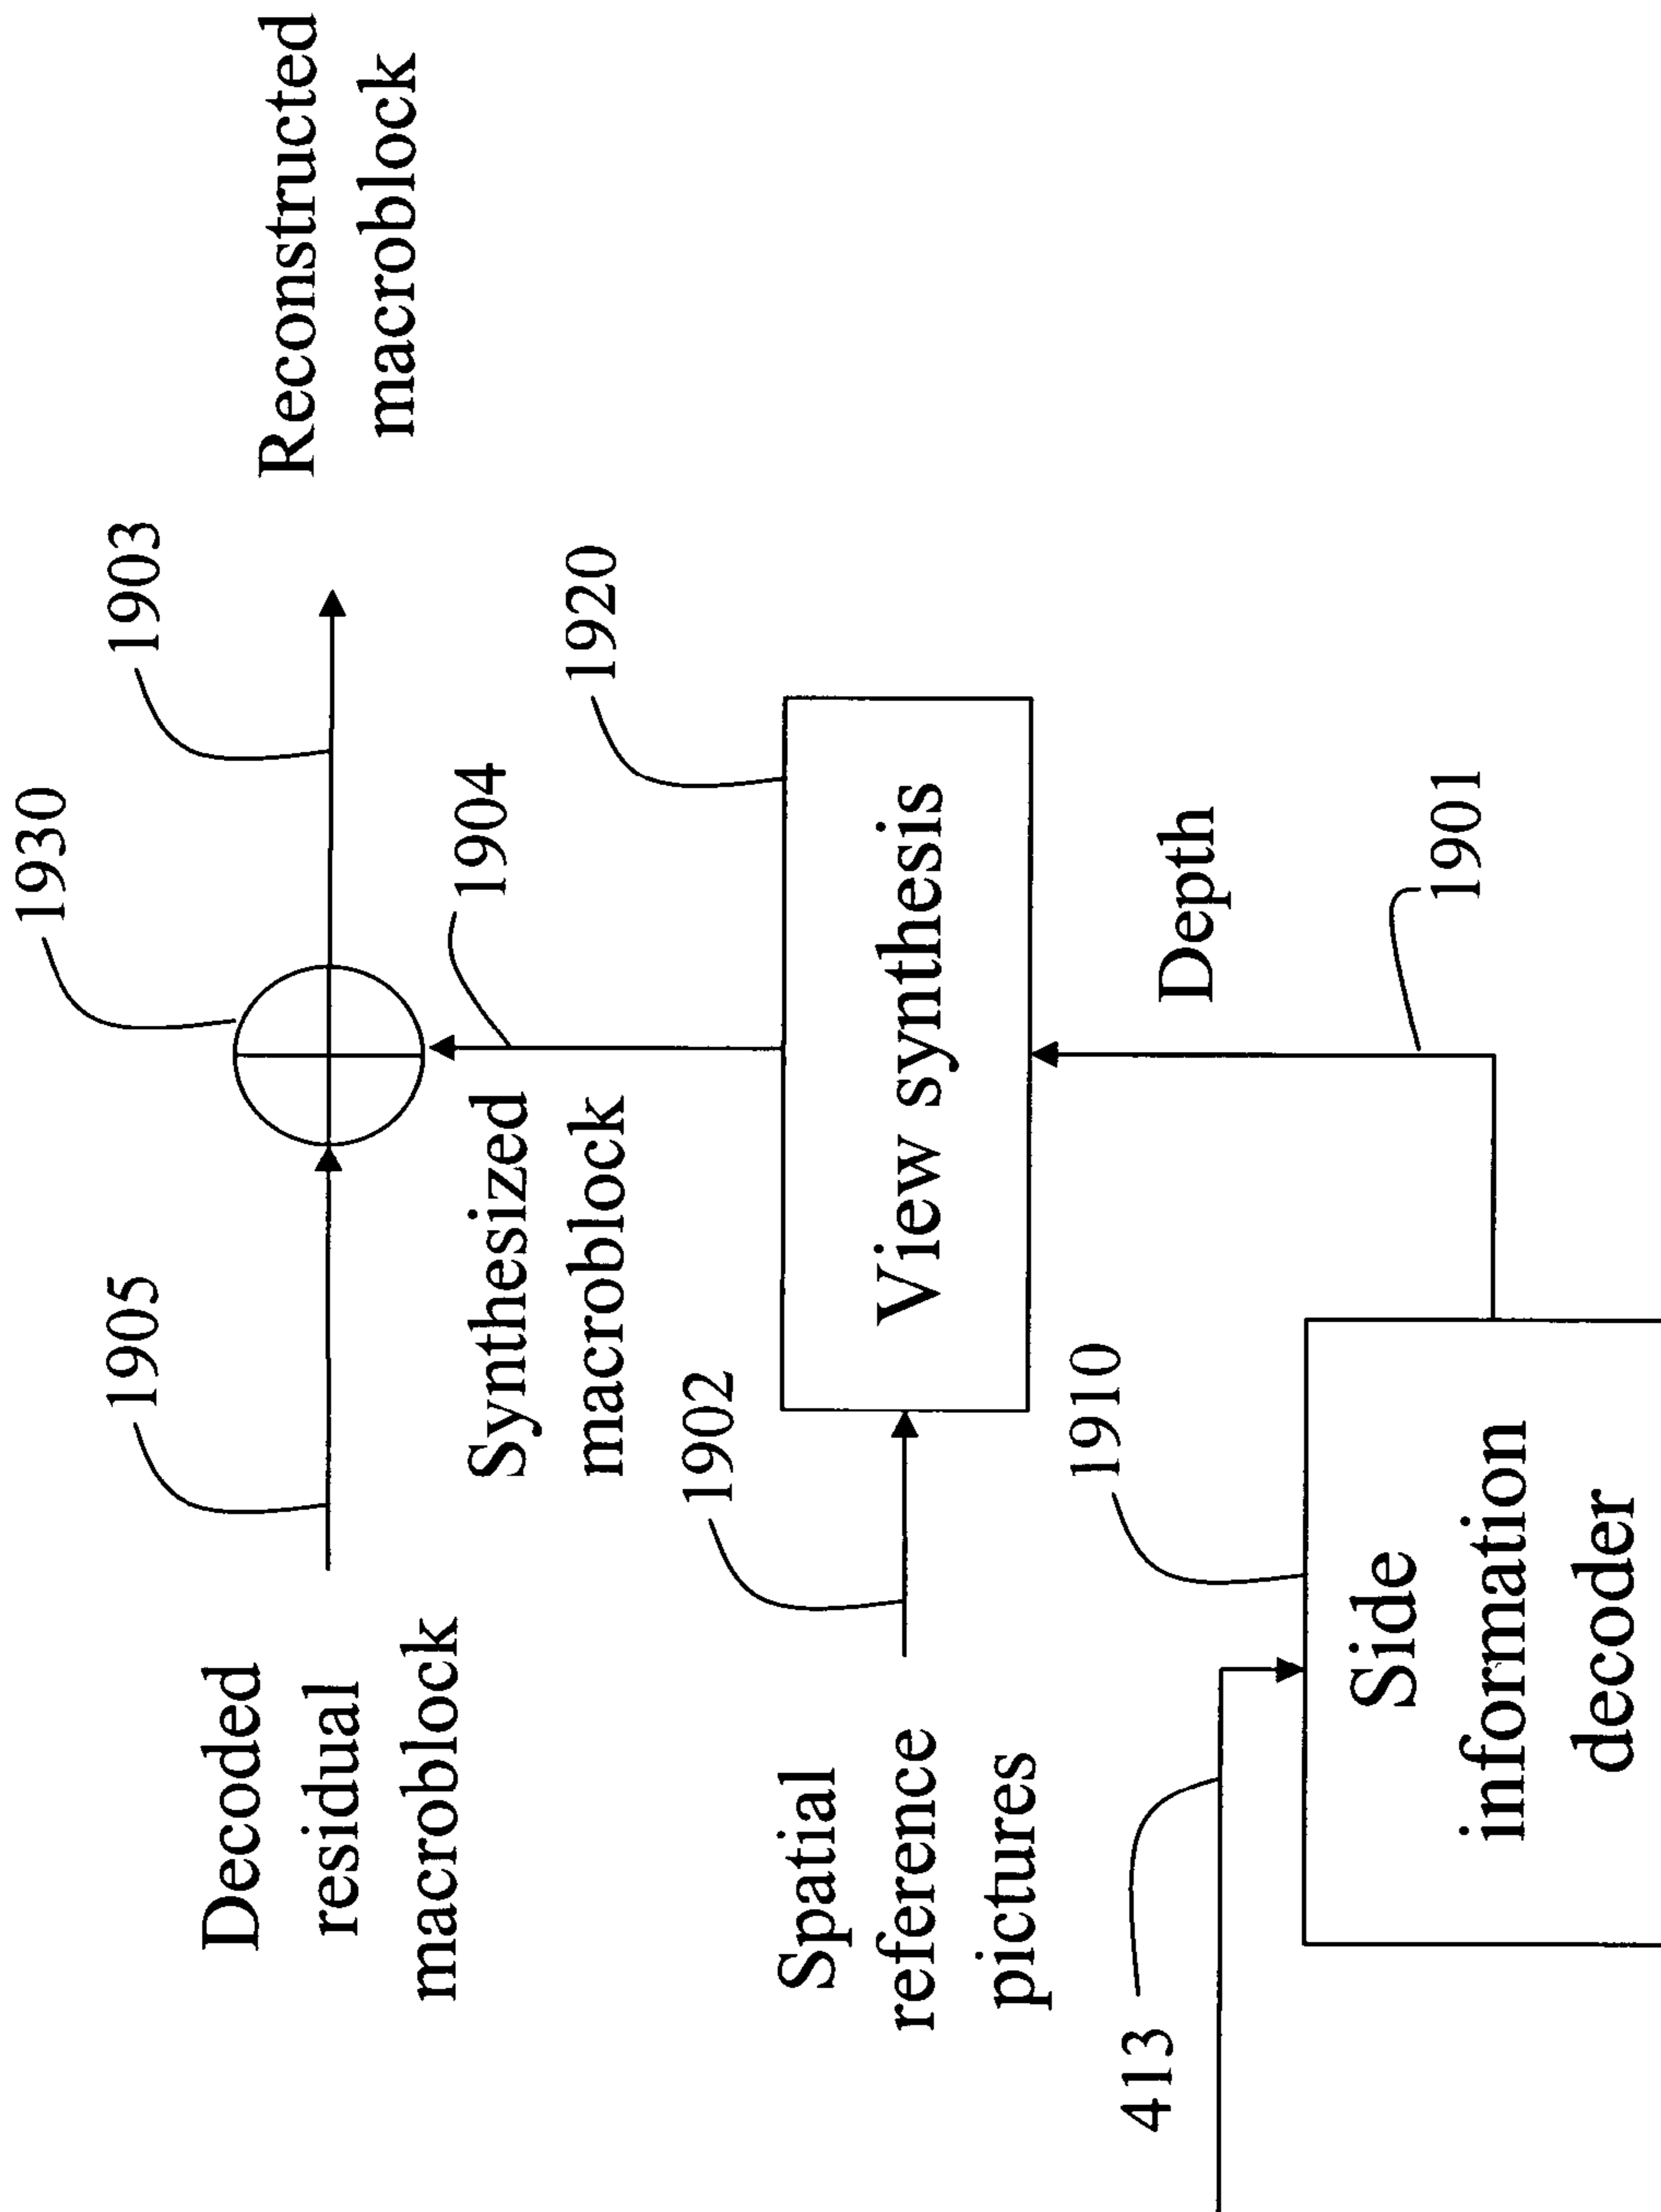 1930
1905
1903
Decoded
residual
macroblock
Reconstructed
macroblock
1904
Synthesized
macroblock
1920
1902
Spatial
reference
pictures
View synthesis
413
1910
Depth
1901
Side
information
decoder